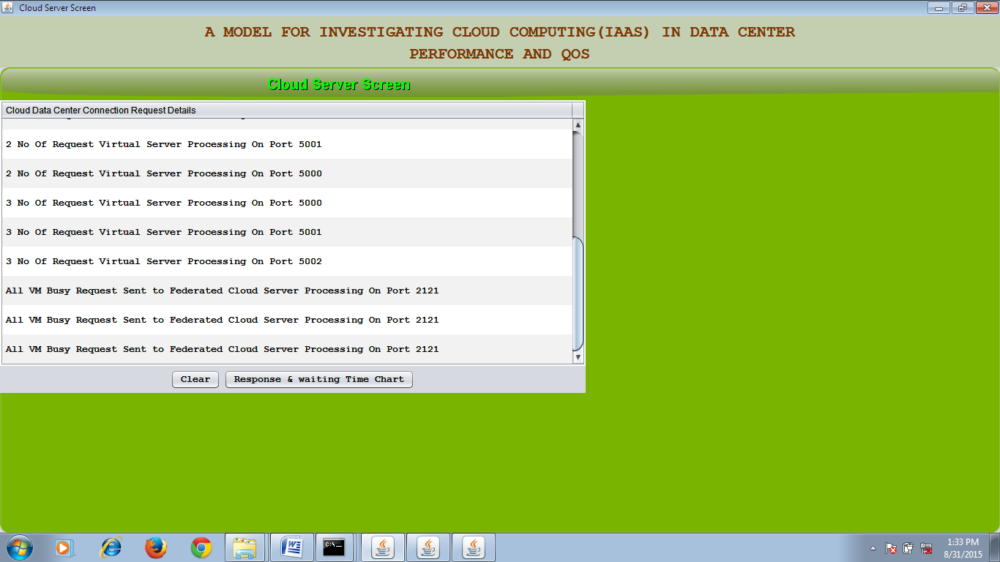 Cloud Server Screen
A MODEL FOR INVESTIGATING CLOUD COMPUTING(IAAS) IN DATA CENTER
PERFORMANCE AND QOS
Cloud Server Screen
Cloud Data Center Connection Request Details
2 No Of Request Virtual Server Processing On Port 5001
2 No Of Request Virtual Server Processing On Port 5000
3 No Of Request Virtual Server Processing On Port 5000
3 No Of Request Virtual Server Processing On Port 5001
3 No Of Request Virtual Server Processing On Port 5002
All VM Busy Request Sent to Federated Cloud Server Processing On Port 2121
All VM Busy Request Sent to Federated Cloud Server Processing On Port 2121
All VM Busy Request Sent to Federated Cloud Server Processing On Port 2121
Clear
Response & waiting Time Chart
C:\_
1:33 PM
8/31/2015